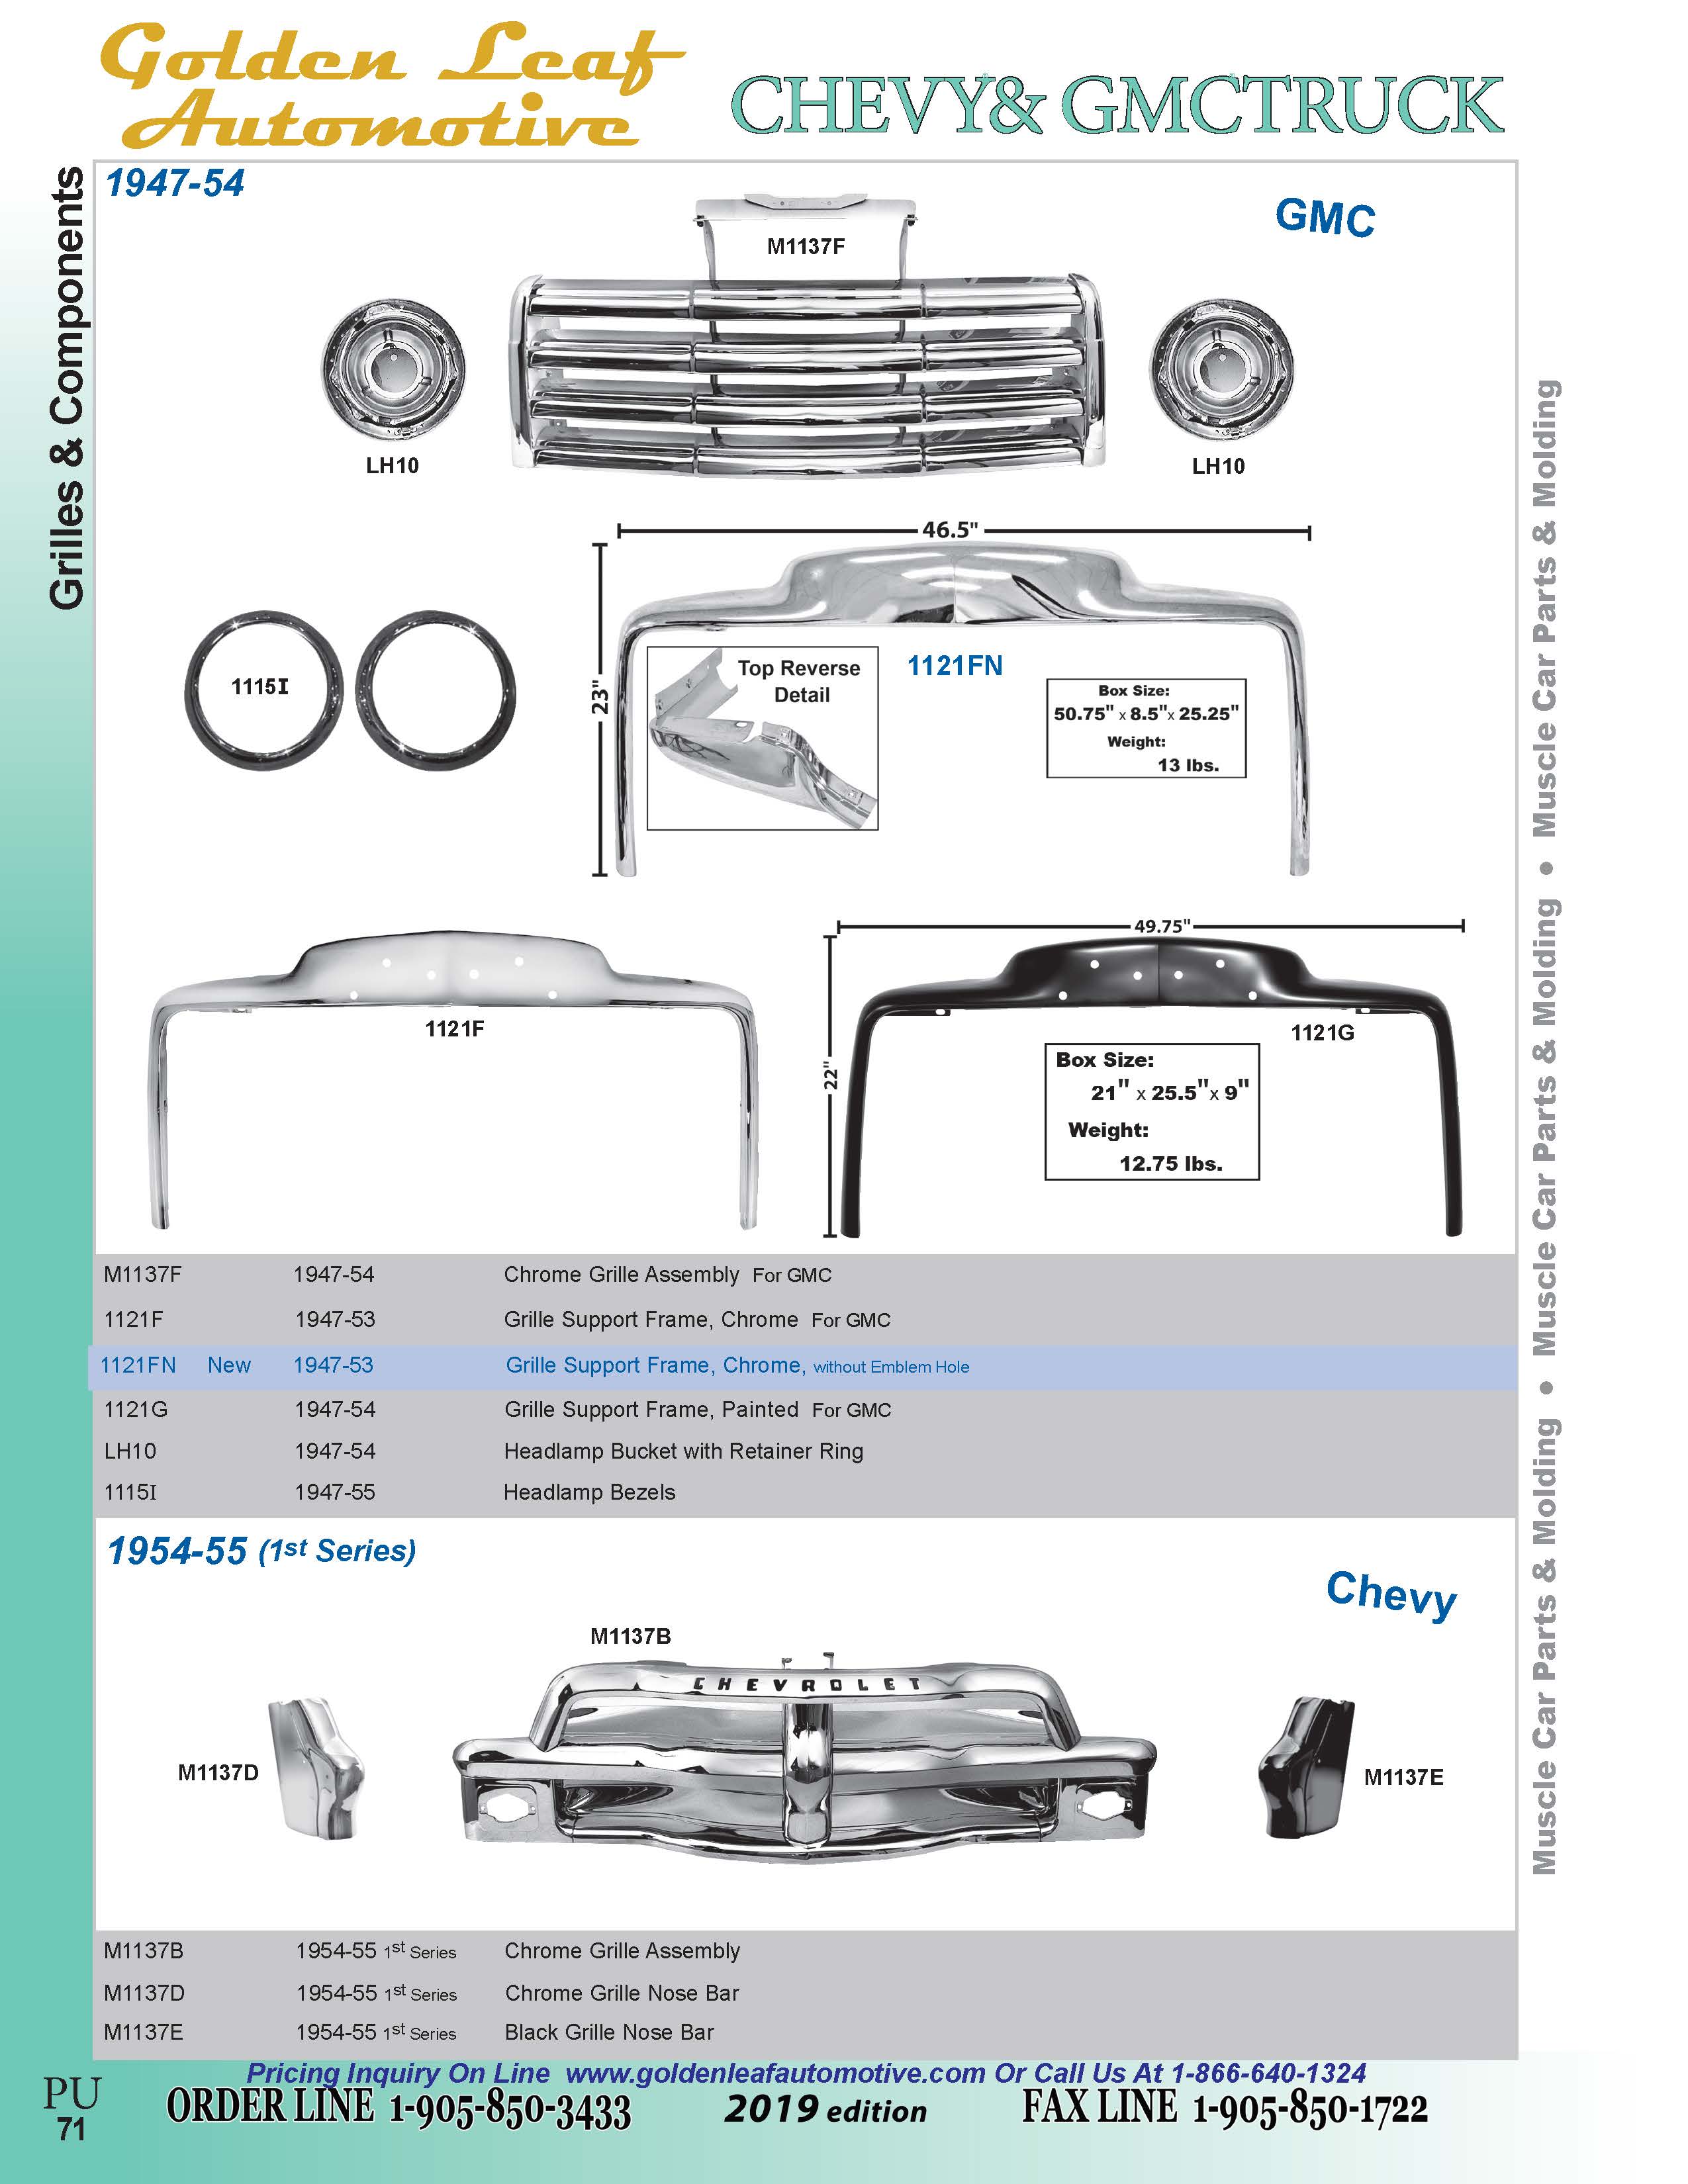 Golden Leaf
Automotive
CHEVY& GMCTRUCK
Grilles & Components
1947-54
GMC
M1137F
LH10
LH10
46.5"
23"
1115I
Top Reverse
Detail
1121FN
Box Size:
50.75" x 8.5"x 25.25"
Weight:
13 lbs.
49.75"
22"
1121F
1121G
Box Size:
21" x 25.5"x 9"
Weight:
12.75 lbs.
M1137F 1947-54 Chrome Grille Assembly For GMC
1121F 1947-53 Grille Support Frame, Chrome For GMC
1121FN New 1947-53 Grille Support Frame, Chrome, without Emblem Hole
1121G 1947-54 Grille Support Frame, Painted For GMC
LH10 1947-54 Headlamp Bucket with Retainer Ring
1115I 1947-55 Headlamp Bezels
1954-55 (1st Series)
Chevy
M1137B
CHEVROLET
M1137D
M1137E
M1137B 1954-55 1st Series Chrome Grille Assembly
M1137D 1954-55 1st Series Chrome Grille Nose Bar
M1137E 1954-55 1st Series Black Grille Nose Bar
Muscle Car Parts & Molding • Muscle Car Parts & Molding • Muscle Car Parts & Molding
Pricing Inquiry On Line www.goldenleafautomotive.com Or Call Us At 1-866-640-1324
PU
71
ORDER LINE 1-905-850-3433
2019 edition
FAX LINE 1-905-850-1722